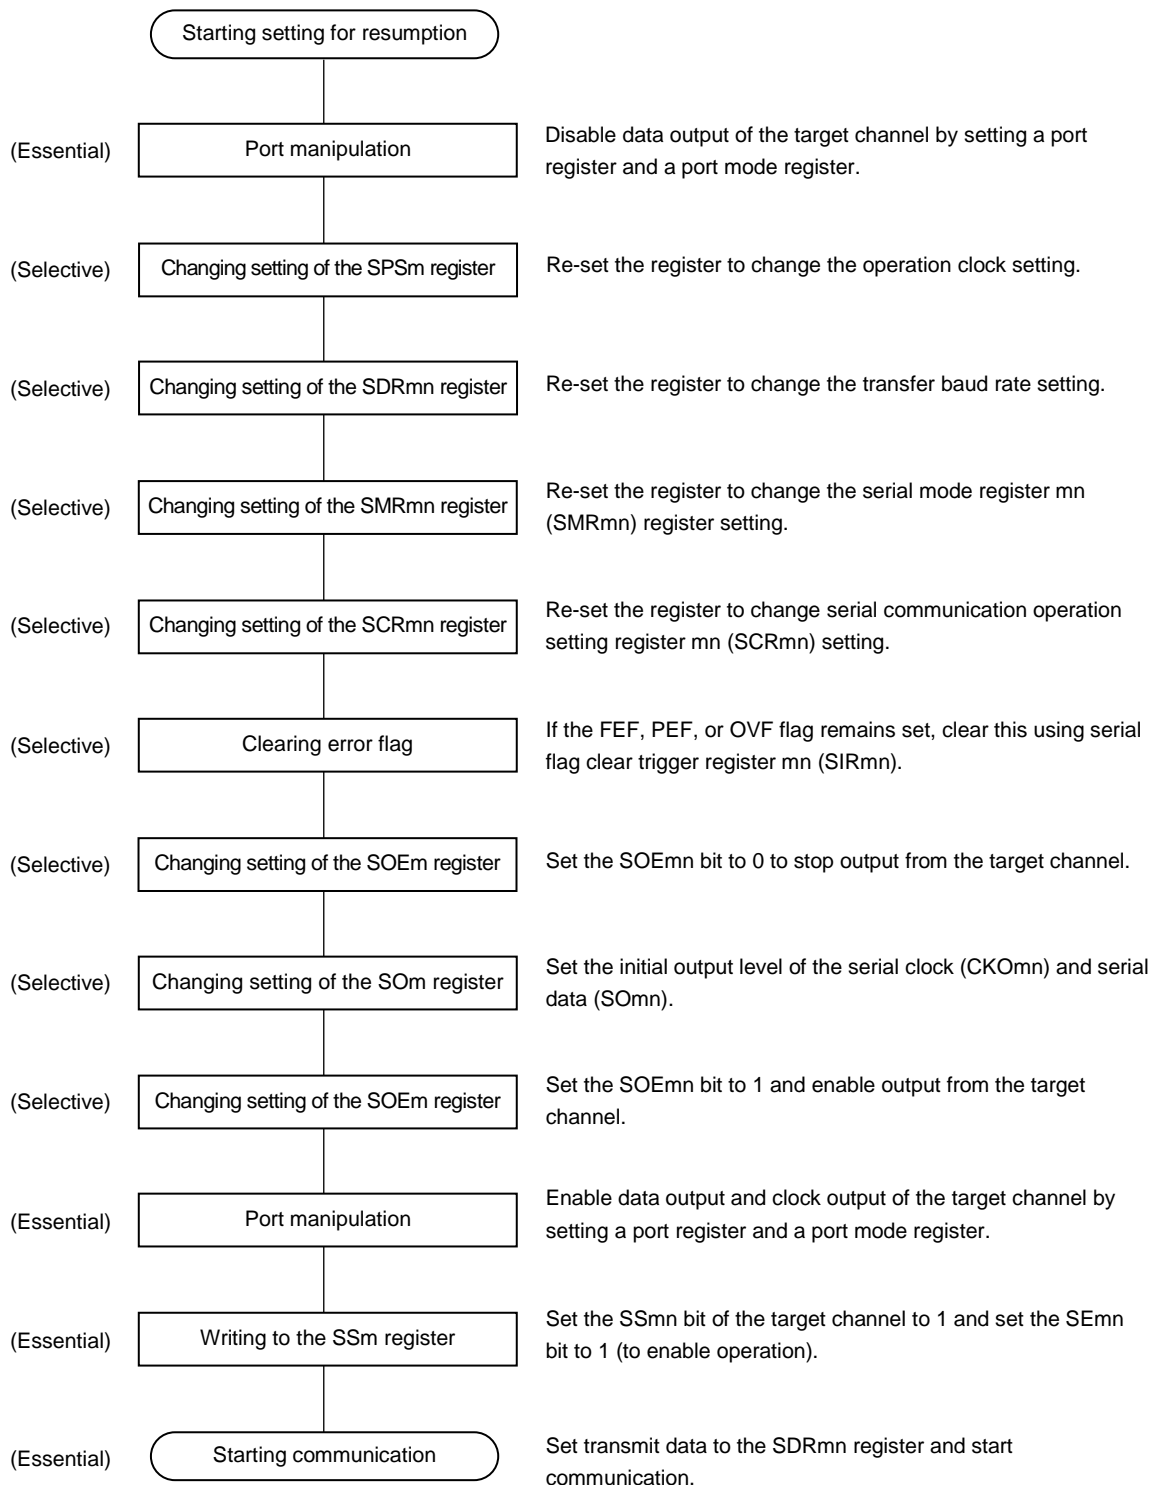 Starting setting for resumption
(Essential)
Port manipulation
Disable data output of the target channel by setting a port
register and a port mode register.
(Selective)
Changing setting of the SPSm register
Re-set the register to change the operation clock setting.
(Selective)
Changing setting of the SDRmn register
Re-set the register to change the transfer baud rate setting.
(Selective)
Changing setting of the SMRmn register
Re-set the register to change the serial mode register mn
(SMRmn) register setting.
(Selective)
Changing setting of the SCRmn register
Re-set the register to change serial communication operation
setting register mn (SCRmn) setting.
(Selective)
Clearing error flag
If the FEF, PEF, or OVF flag remains set, clear this using serial
flag clear trigger register mn (SIRmn).
(Selective)
Changing setting of the SOEm register
Set the SOEmn bit to 0 to stop output from the target channel.
(Selective)
Changing setting of the SOm register
Set the initial output level of the serial clock (CKOmn) and serial
data (SOmn).
(Selective)
Changing setting of the SOEm register
Set the SOEmn bit to 1 and enable output from the target
channel.
(Essential)
Port manipulation
Enable data output and clock output of the target channel by
setting a port register and a port mode register.
(Essential)
Writing to the SSm register
Set the SSmn bit of the target channel to 1 and set the SEmn
bit to 1 (to enable operation).
(Essential)
Starting communication
Set transmit data to the SDRmn register and start
communication.